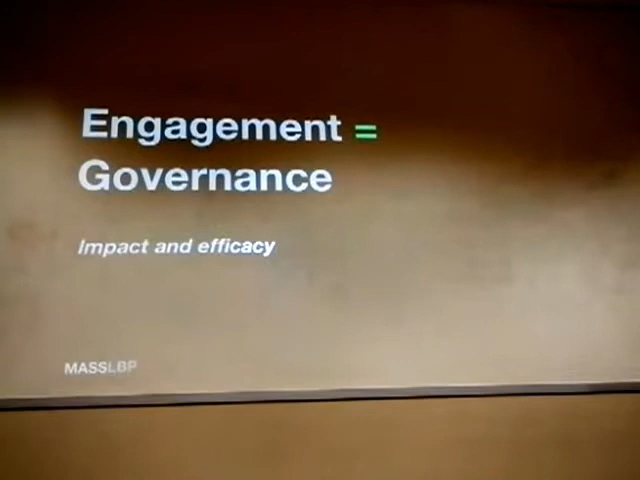 Engagement =
Governance
Impact and efficacy
MASSLBP